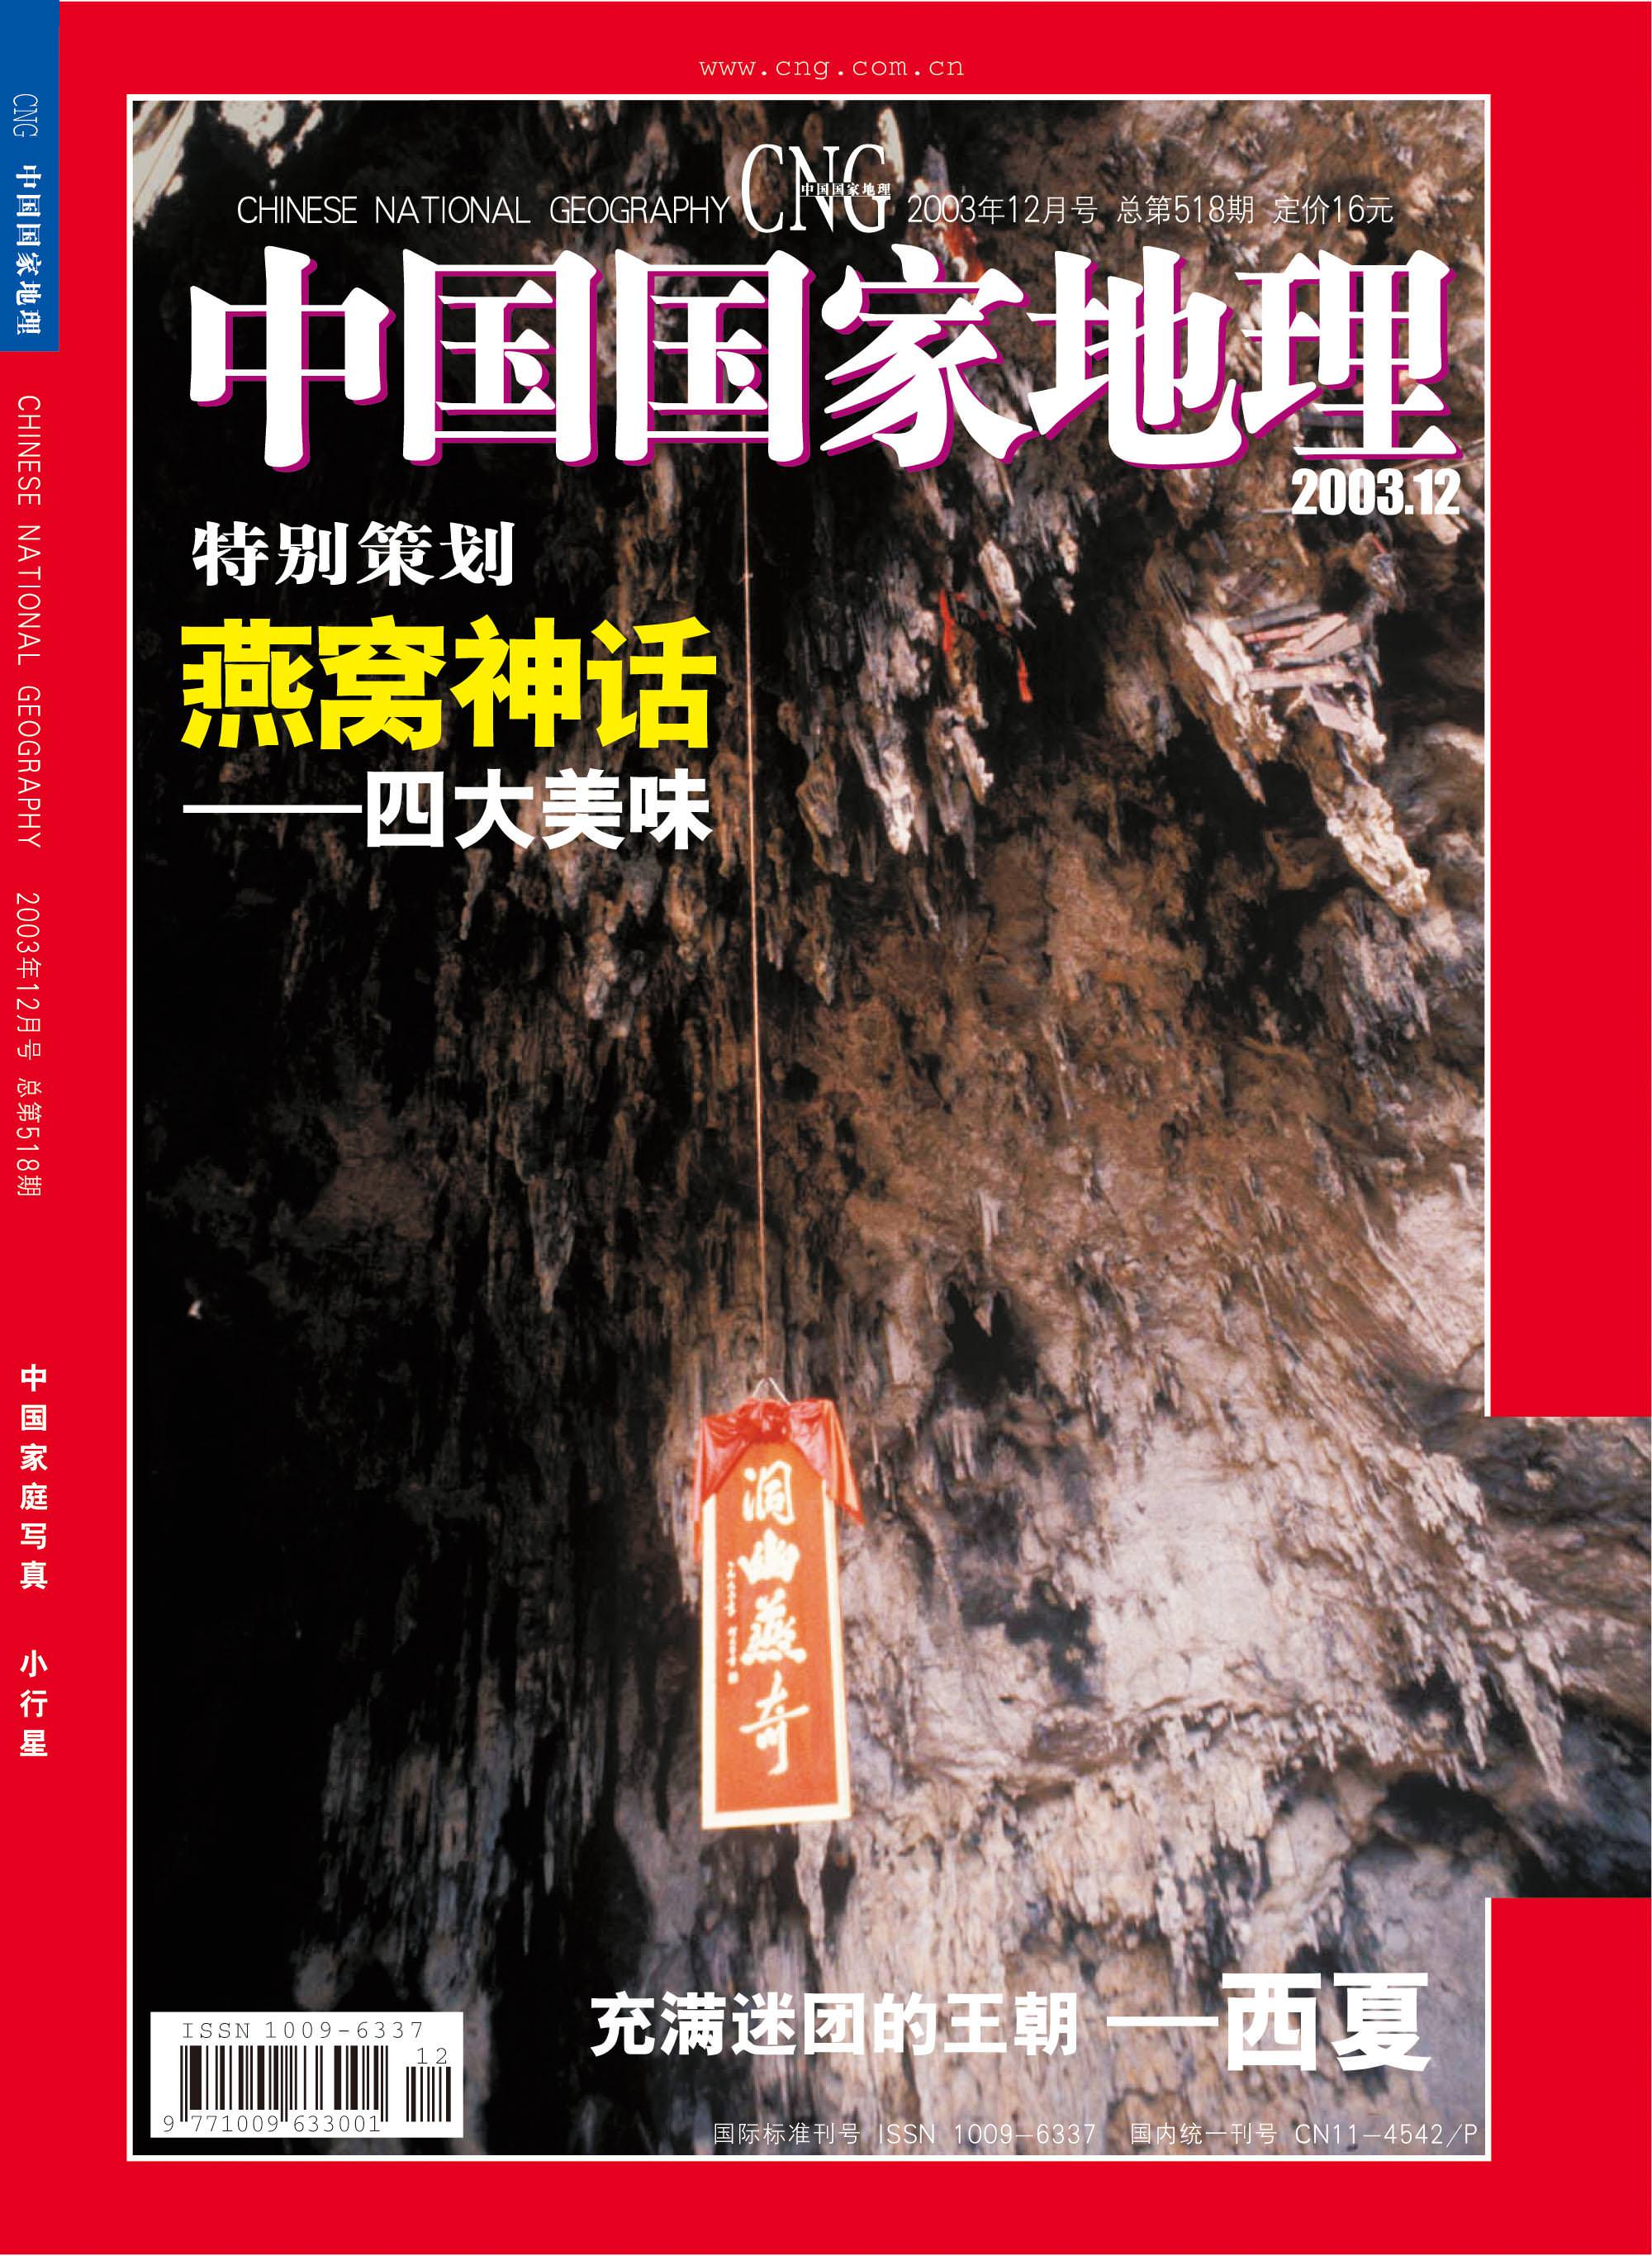 www.cng.com.cn
CHINESE NATIONAL GEOGRAPHY CNG 中国国家地理 2003年12月号 总第518期 定价16元
中国国家地理
2003.12
特别策划
燕窝神话
——四大美味
洞幽燕奇
充满迷团的王朝——西夏
ISSN 1009-6337
12
9 771009 633001
国际标准刊号 ISSN 1009-6337 国内统一刊号 CN11-4542/P
CNG 中国国家地理 CHINESE NATIONAL GEOGRAPHY 2003年12月号 总第518期 中国家庭写真 小行星